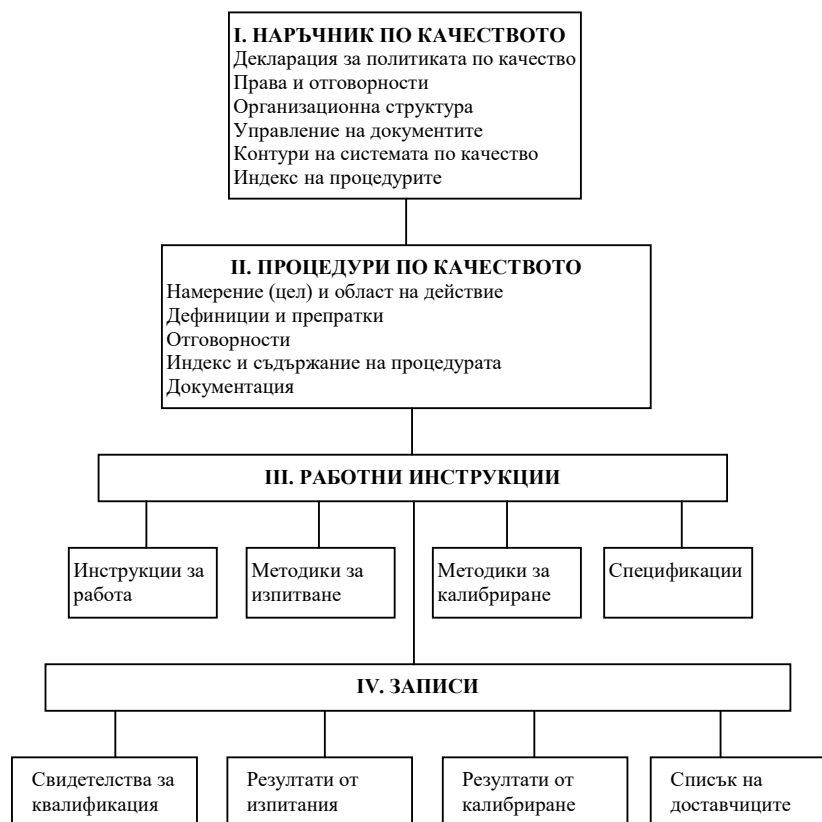 I. НАРЪЧНИК ПО КАЧЕСТВОТО
Декларация за политиката по качество
Права и отговорности
Организационна структура
Управление на документите
Контури на системата по качество
Индекс на процедурите
II. ПРОЦЕДУРИ ПО КАЧЕСТВОТО
Намерение (цел) и област на действие
Дефиниции и препратки
Отговорности
Индекс и съдържание на процедурата
Документация
III. РАБОТНИ ИНСТРУКЦИИ
Инструкции за
работа
Методики за
изпитване
Методики за
калибриране
Спецификации
IV. ЗАПИСИ
Свидетелства за
квалификация
Резултати от
изпитания
Резултати от
калибриране
Списък на
доставчиците